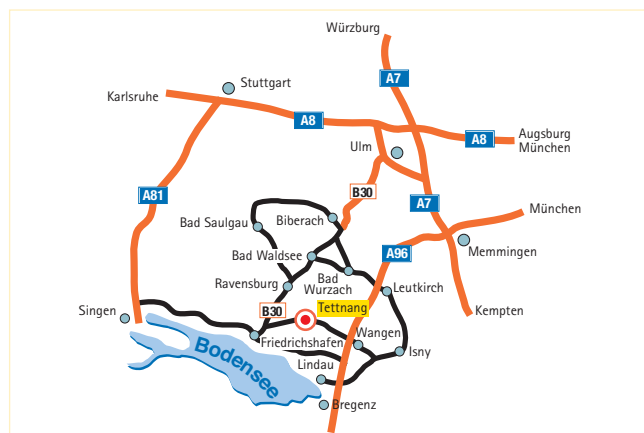 Würzburg
A7
Stuttgart
Karlsruhe
A8
Ulm
A8
Augsburg
München
A81
B30
A7
München
Bad Saulgau
Biberach
Memmingen
Bad Waldsee
A96
Ravensburg
Bad
Wurzach
Leutkirch
Singen
B30
Tettnang
Kempten
Friedrichshafen
Wangen
Isny
Bodensee
Lindau
Bregenz